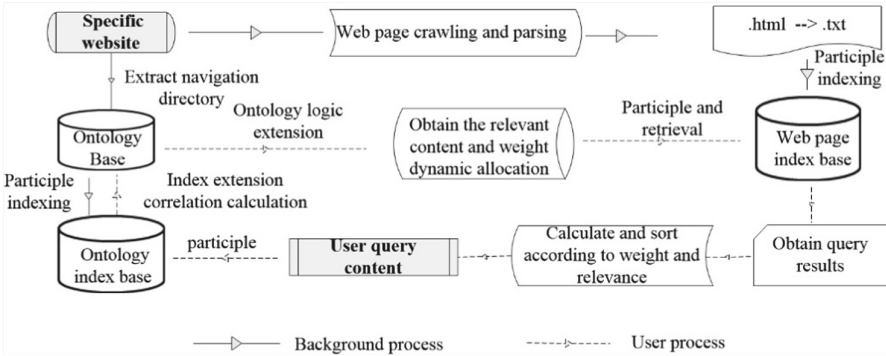 Specific
website
Web page crawling and parsing
.html --> .txt
Participle
indexing
Extract navigation
directory
Ontology
Base
Ontology logic
extension
Obtain the relevant
content and weight
dynamic allocation
Participle and
retrieval
Web page
index base
Participle
indexing
Index extension
correlation calculation
Ontology
index base
participle
User query
content
Calculate and sort
according to weight and
relevance
Obtain query
results
Background process
User process